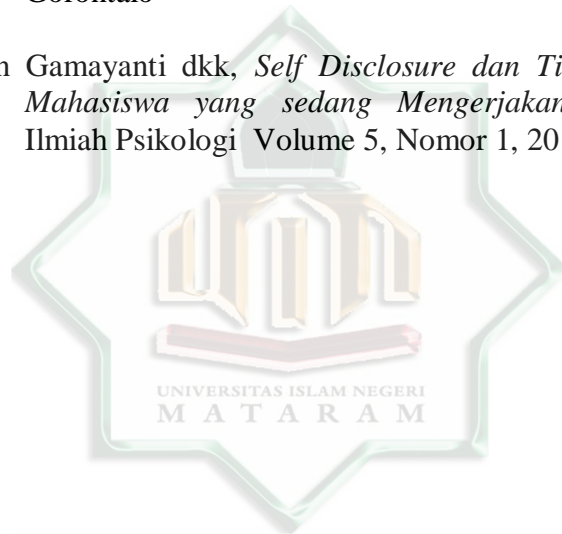 Gorontalo
Gamayanti dkk, Self Disclosure dan
Mahasiswa yang sedang Mengerjakan
Ilmiah Psikologi Volume 5, Nomor 1, 20
UNIVERSITAS ISLAM NEGERI
MATARAM